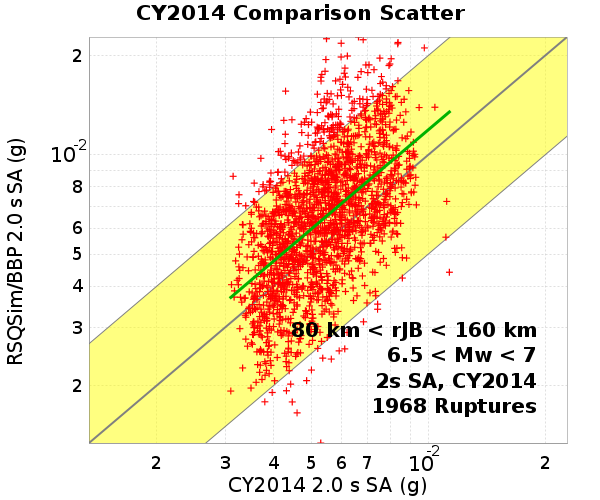 CY2014 Comparison Scatter
RSQSim/BBP 2.0 s SA (g)
2
10-2
8
6
5
4
3
2
80 km < rJB < 160 km
6.5 < Mw < 7
2s SA, CY2014
1968 Ruptures
2 3 4 5 6 7 10-2 2
CY2014 2.0 s SA (g)